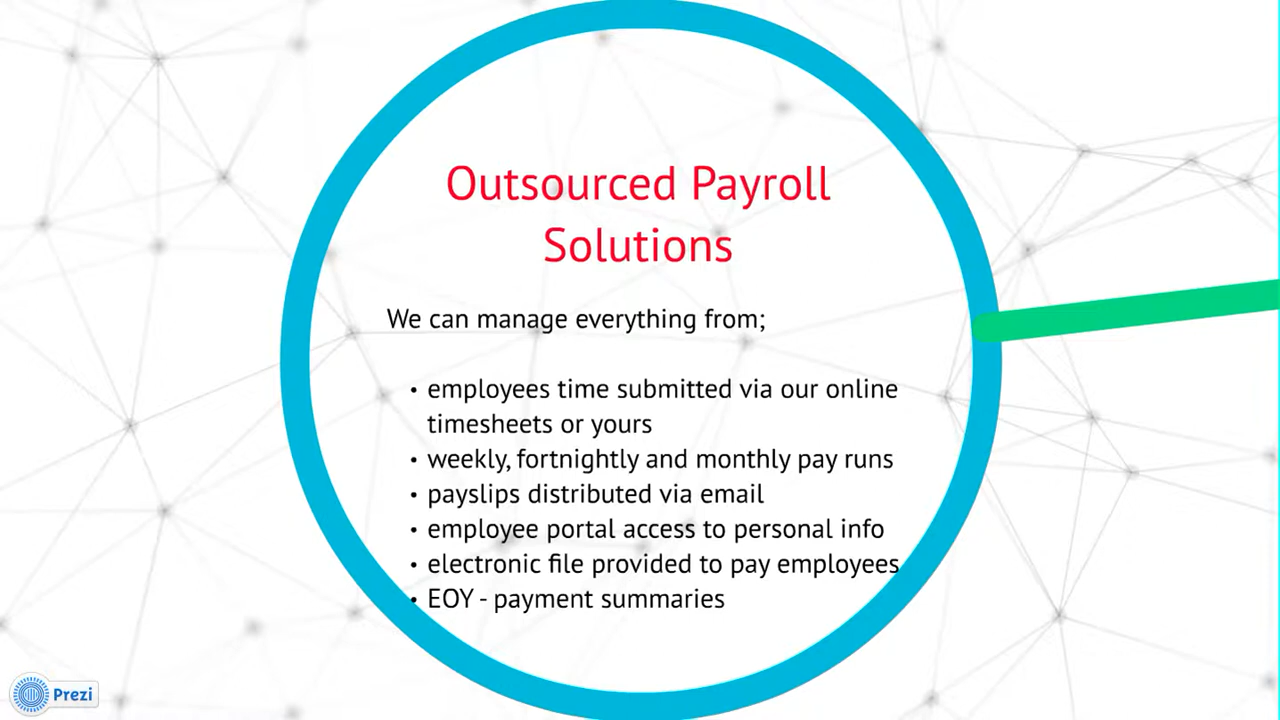 Outsourced Payroll
Solutions
We can manage everything from;
• employees time submitted via our online
timesheets or yours
• weekly, fortnightly and monthly pay runs
• payslips distributed via email
• employee portal access to personal info
• electronic file provided to pay employees
• EOY - payment summaries
Prezi